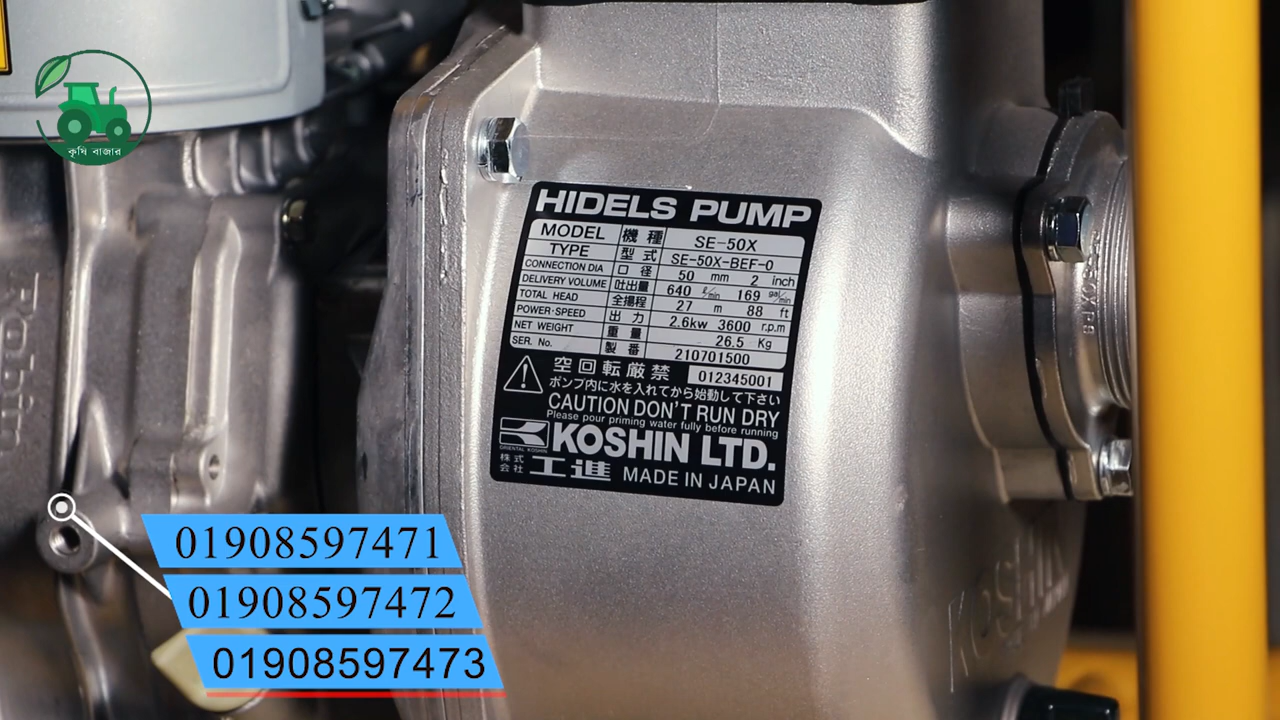 কৃষি বাজার
Robin
HIDELS PUMP
MODEL 機種 SE-50X
TYPE 型式 SE-50X-BEF-0
CONNECTION DIA 口径 50 mm 2 inch
DELIVERY VOLUME 吐出量 640 ℓ/min 169 gal/min
TOTAL HEAD 全揚程 27 m 88 ft
POWER·SPEED 出力 2.6kw 3600 r.p.m
NET WEIGHT 重量 26.5 Kg
SER. No. 製番 210701500
空回転厳禁 012345001
ポンプ内に水を入れてから始動して下さい
CAUTION DON'T RUN DRY
Please pour priming water fully before running
ORIENTAL KOSHIN
KOSHIN LTD.
株式会社 工進 MADE IN JAPAN
KOSHIN
01908597471
01908597472
01908597473